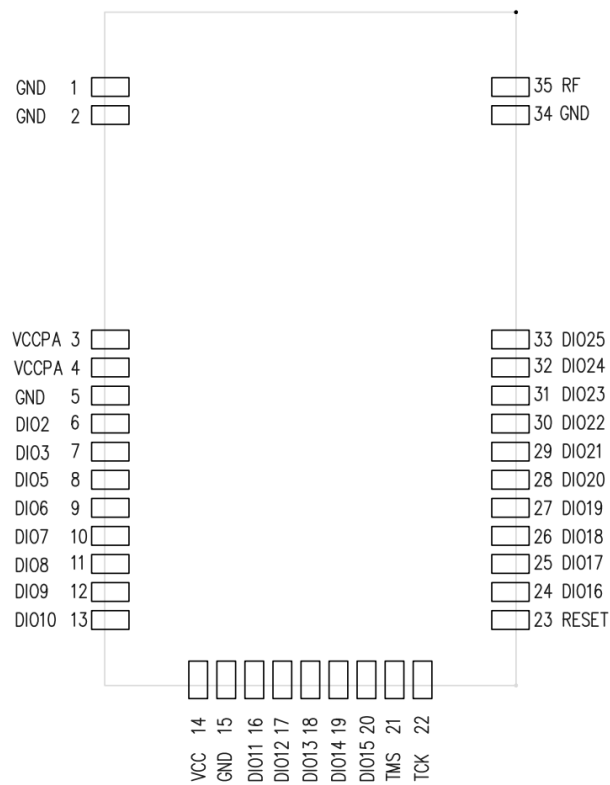 GND 1
GND 2
VCCPA 3
VCCPA 4
GND 5
DIO2 6
DIO3 7
DIO5 8
DIO6 9
DIO7 10
DIO8 11
DIO9 12
DIO10 13
VCC 14
GND 15
DIO11 16
DIO12 17
DIO13 18
DIO14 19
DIO15 20
TMS 21
TCK 22
35 RF
34 GND
33 DIO25
32 DIO24
31 DIO23
30 DIO22
29 DIO21
28 DIO20
27 DIO19
26 DIO18
25 DIO17
24 DIO16
23 RESET